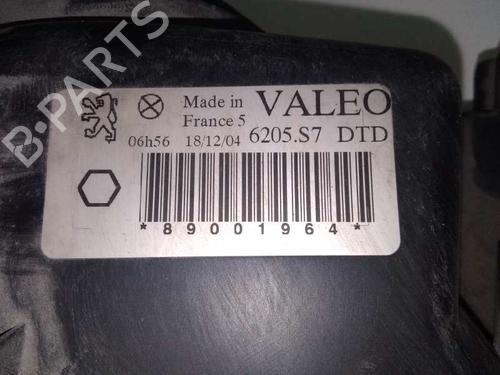 B-PARTS
Made in
France 5
VALEO
06h56 18/12/04 6205.S7 DTD
*89001964*